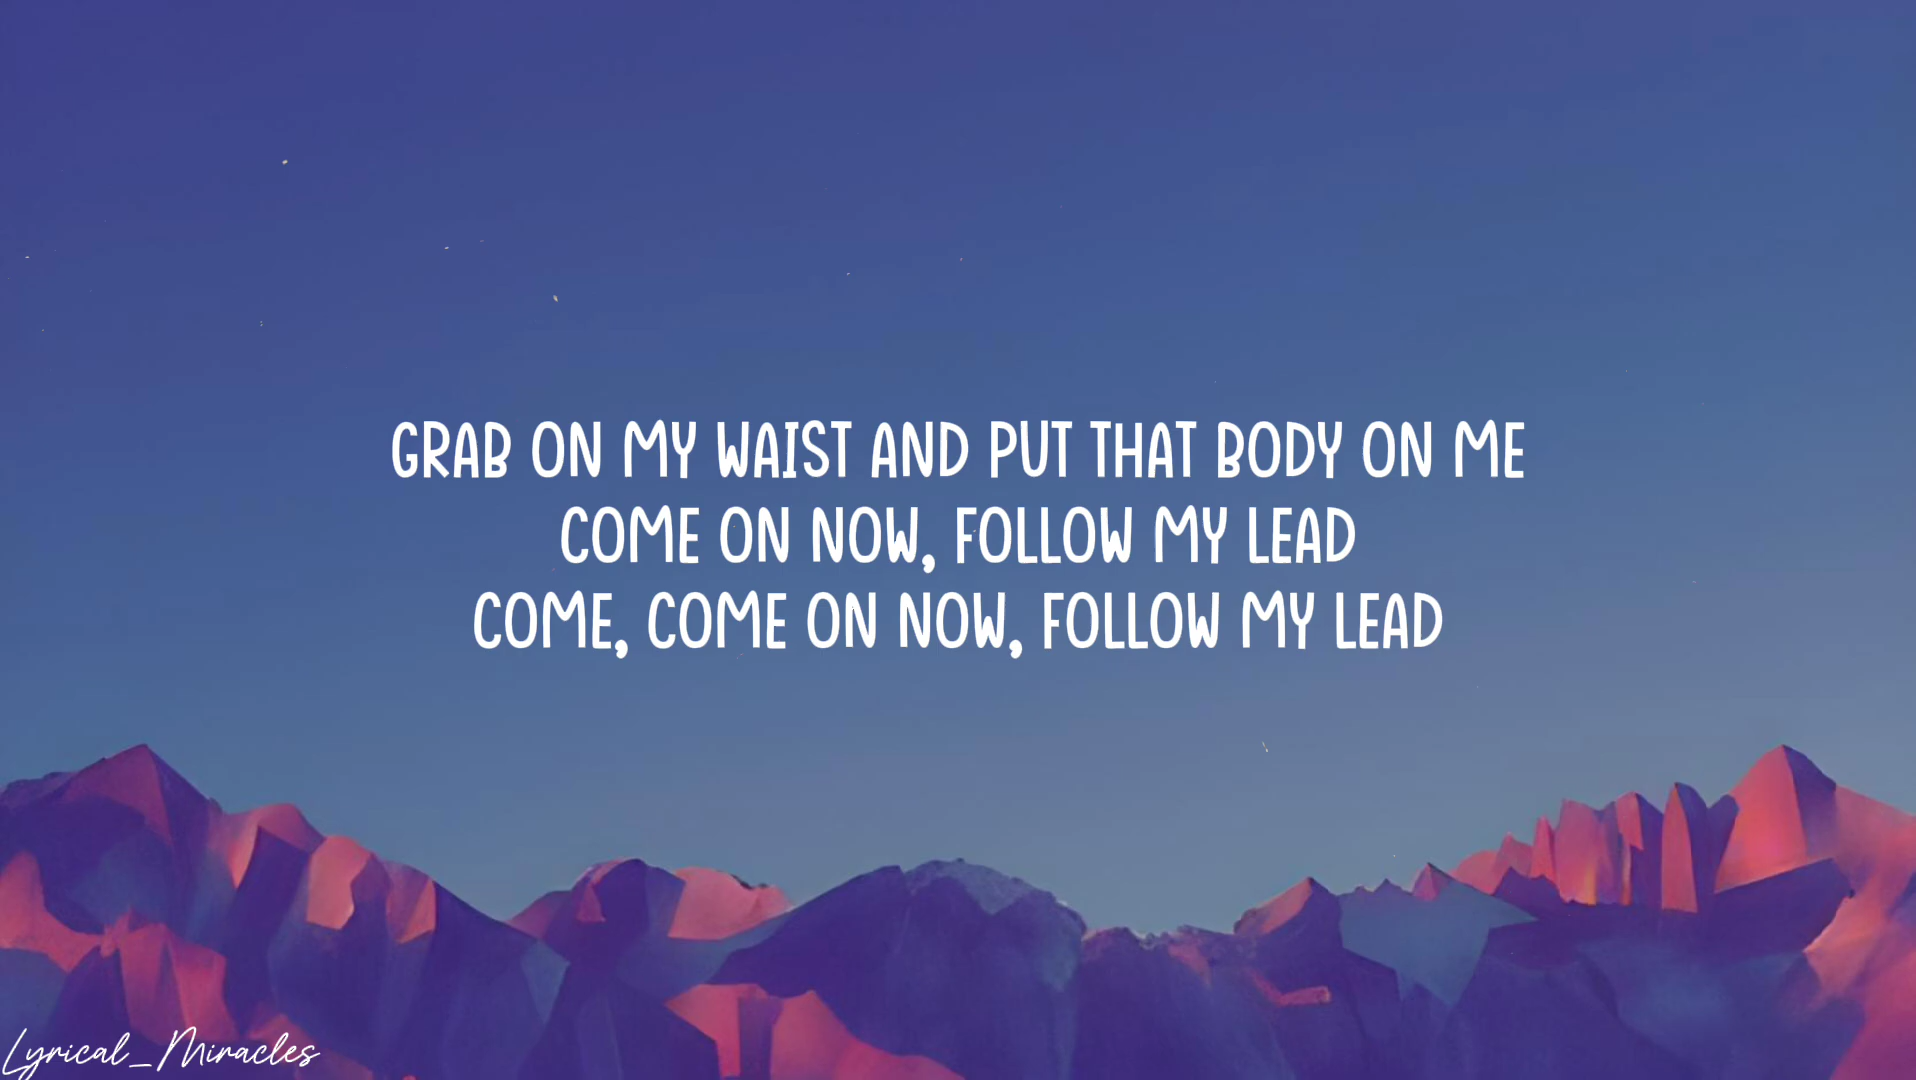 GRAB ON MY WAIST AND PUT THAT BODY ON ME
COME ON NOW, FOLLOW MY LEAD
COME, COME ON NOW, FOLLOW MY LEAD
Lyrical_Miracles